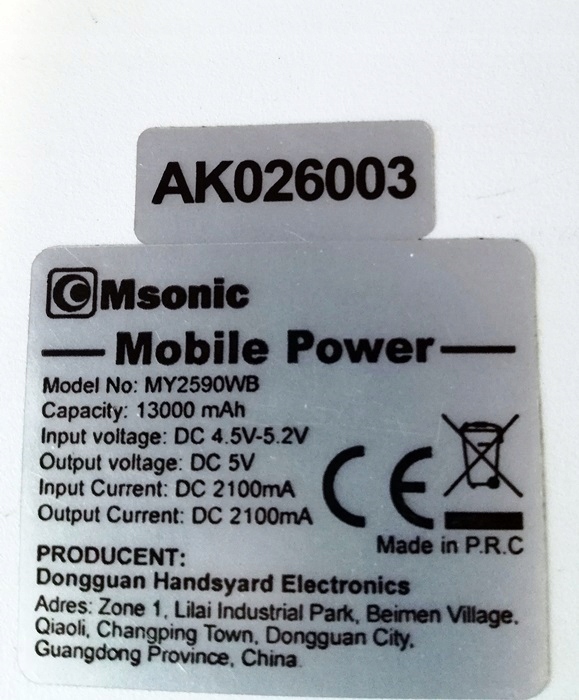 AK026003
Msonic
Mobile Power
Model No: MY2590WB
Capacity: 13000 mAh
Input voltage: DC 4.5V-5.2V
Output voltage: DC 5V
Input Current: DC 2100mA
Output Current: DC 2100mA
CE
Made in P.R.C
PRODUCENT:
Dongguan Handsyard Electronics
Adres: Zone 1, Lilai Industrial Park, Beimen Village,
Qiaoli, Changping Town, Dongguan City,
Guangdong Province, China.